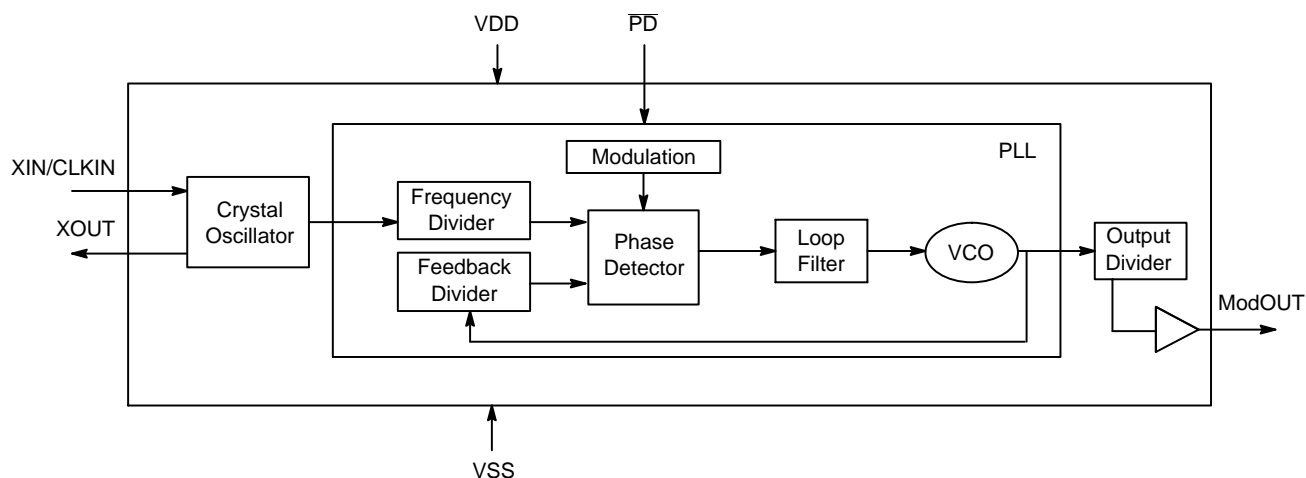 VDD
P̅D̅
XIN/CLKIN
XOUT
Crystal
Oscillator
PLL
Modulation
Frequency
Divider
Feedback
Divider
Phase
Detector
Loop
Filter
VCO
Output
Divider
ModOUT
VSS